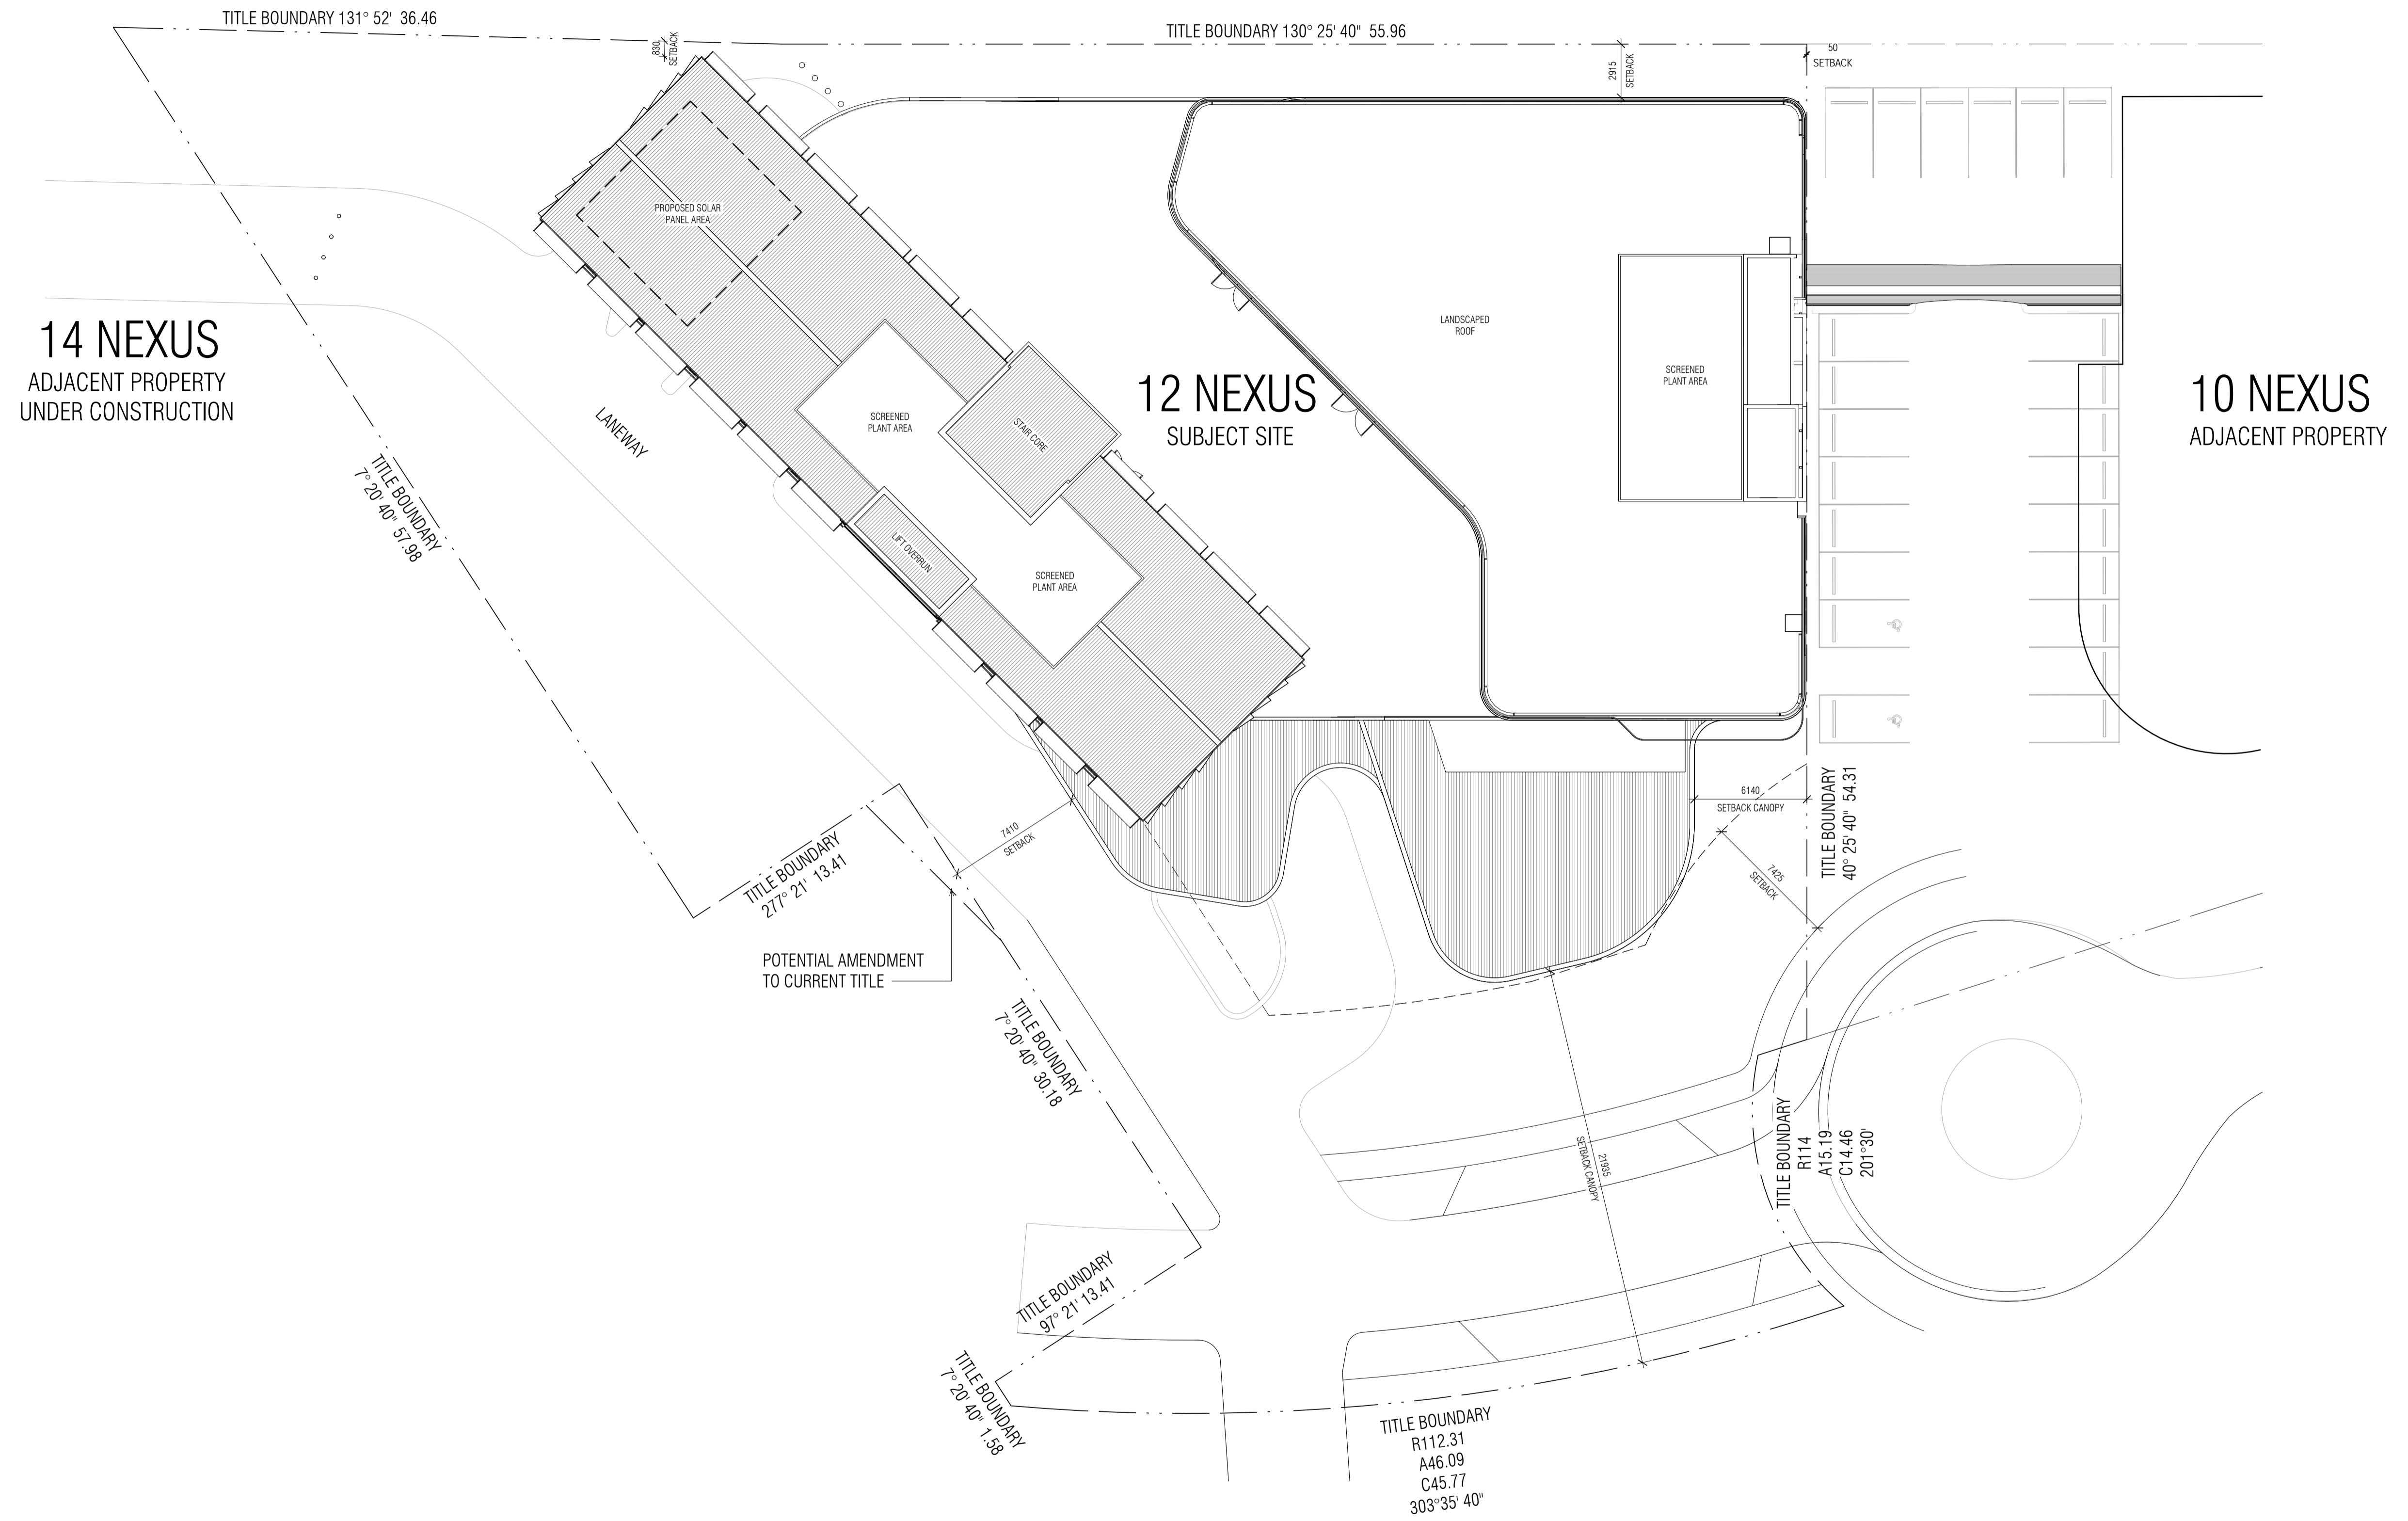 TITLE BOUNDARY 131° 52' 36.46
TITLE BOUNDARY 130° 25' 40" 55.96
830
SETBACK
2915
SETBACK
50
SETBACK
PROPOSED SOLAR
PANEL AREA
14 NEXUS
ADJACENT PROPERTY
UNDER CONSTRUCTION
LANEWAY
SCREENED
PLANT AREA
STAIR CORE
12 NEXUS
SUBJECT SITE
LANDSCAPED
ROOF
SCREENED
PLANT AREA
10 NEXUS
ADJACENT PROPERTY
TITLE BOUNDARY
7° 20' 40" 57.98
LIFT OVERRUN
SCREENED
PLANT AREA
TITLE BOUNDARY
277° 21' 13.41
7410
SETBACK
6140
SETBACK CANOPY
TITLE BOUNDARY
40° 25' 40" 54.31
7425
SETBACK
POTENTIAL AMENDMENT
TO CURRENT TITLE
TITLE BOUNDARY
7° 20' 40" 30.18
21935
SETBACK CANOPY
TITLE BOUNDARY
R114
A15.19
C14.46
201°30'
TITLE BOUNDARY
97° 21' 13.41
TITLE BOUNDARY
7° 20' 40" 1.58
TITLE BOUNDARY
R112.31
A46.09
C45.77
303°35' 40"